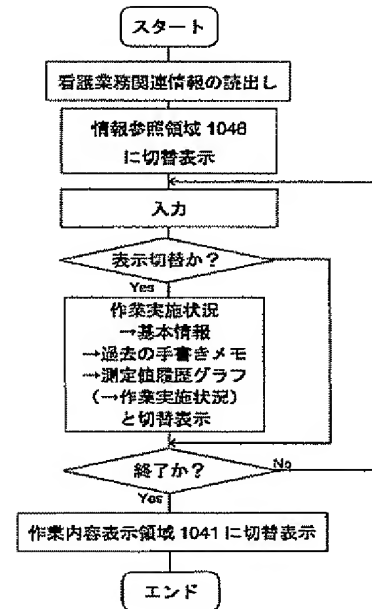 スタート
看護業務関連情報の読出し
情報参照領域 1048
に切替表示
入力
表示切替か?
Yes
作業実施状況
→基本情報
→過去の手書きメモ
→測定値履歴グラフ
(→作業実施状況)
と切替表示
終了か?
No
Yes
作業内容表示領域 1041 に切替表示
エンド